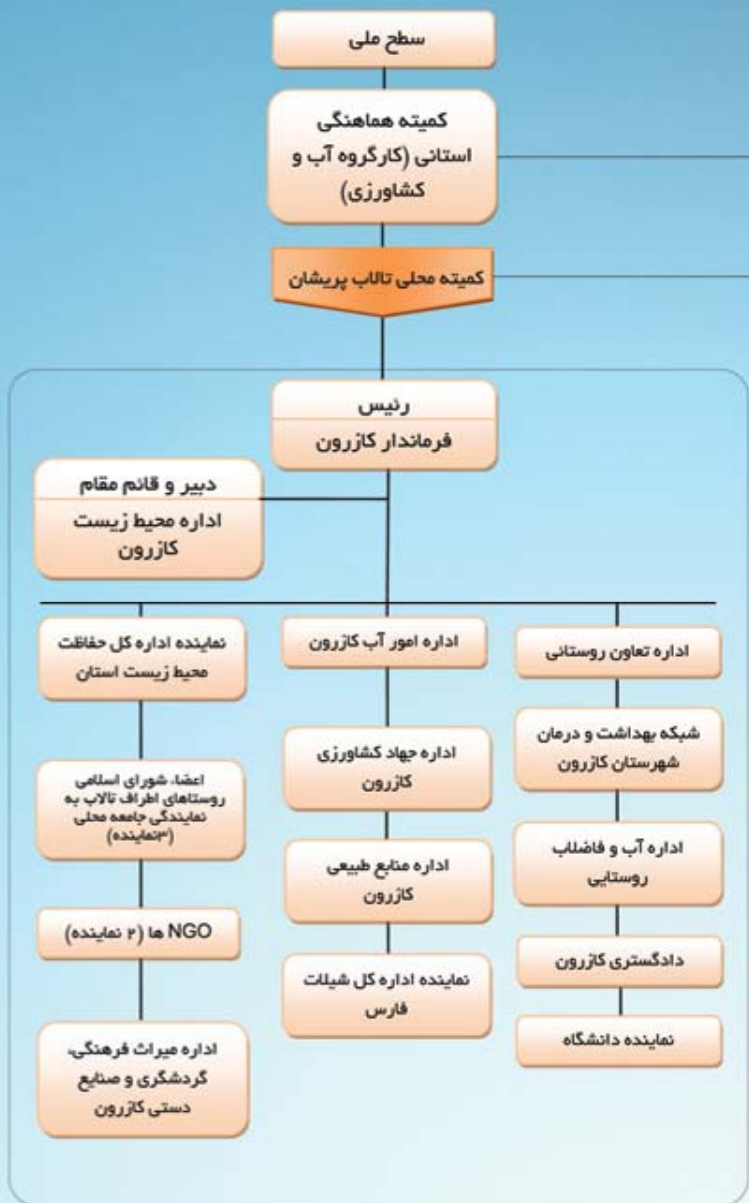 سطح ملی
کمیته هماهنگی
استانی (کارگروه آب و
کشاورزی)
کمیته محلی تالاب پریشان
رئیس
فرماندار کازرون
دبیر و قائم مقام
اداره محیط زیست
کازرون
اداره تعاون روستائی
شبکه بهداشت و درمان
شهرستان کازرون
اداره آب و فاضلاب
روستایی
دادگستری کازرون
نماینده دانشگاه
اداره امور آب کازرون
اداره جهاد کشاورزی
کازرون
اداره منابع طبیعی
کازرون
نماینده اداره کل شیلات
فارس
نماینده اداره کل حفاظت
محیط زیست استان
اعضاء شورای اسلامی
روستاهای اطراف تالاب به
نمایندگی جامعه محلی
(۳نماینده)
NGO ها (۲ نماینده)
اداره میراث فرهنگی،
گردشگری و صنایع
دستی کازرون